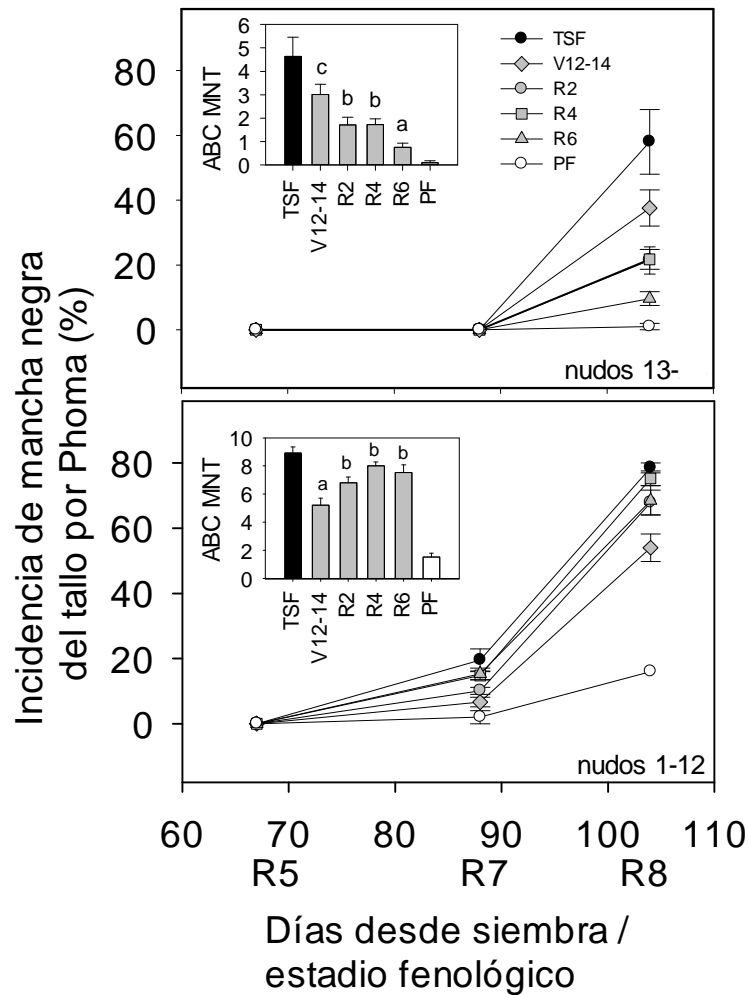 Incidencia de mancha negra
del tallo por Phoma (%)
80
60
40
20
0
ABC MNT
6
5
4
3
2
1
0
c
b
b
a
TSF
V12-14
R2
R4
R6
PF
TSF
V12-14
R2
R4
R6
PF
nudos 13-
80
60
40
20
0
ABC MNT
10
8
6
4
2
0
a
b
b
b
TSF
V12-14
R2
R4
R6
PF
nudos 1-12
60 70 80 90 100 110
R5 R7 R8
Días desde siembra /
estadio fenológico